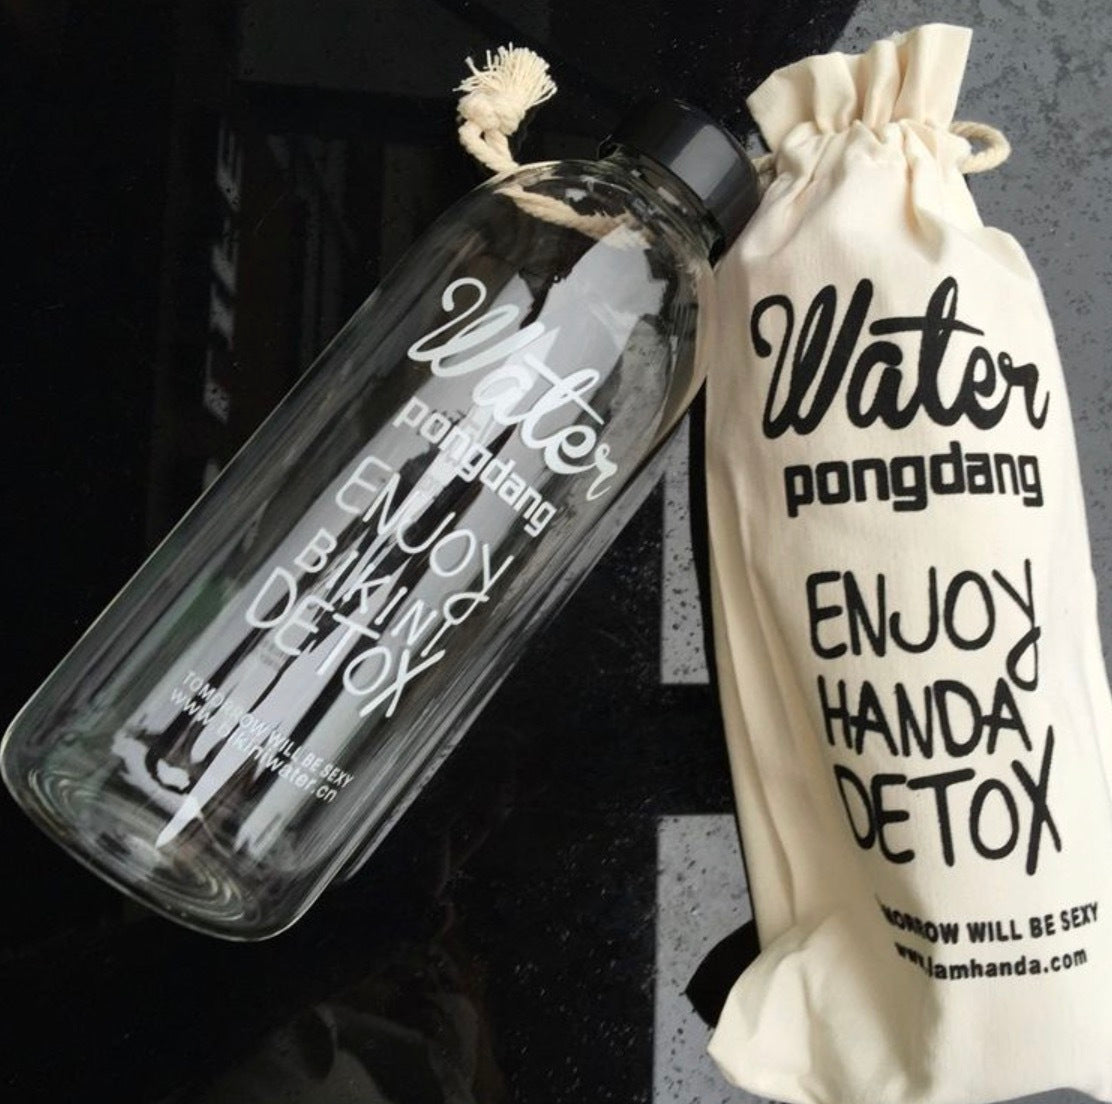 Water
pongdang
ENJOY
BIKINI
DETOX
TOMORROW WILL BE SEXY
www.bikiniwater.cn
Water
pongdang
ENJOY
HANDA
DETOX
MORROW WILL BE SEXY
www.Iamhanda.com